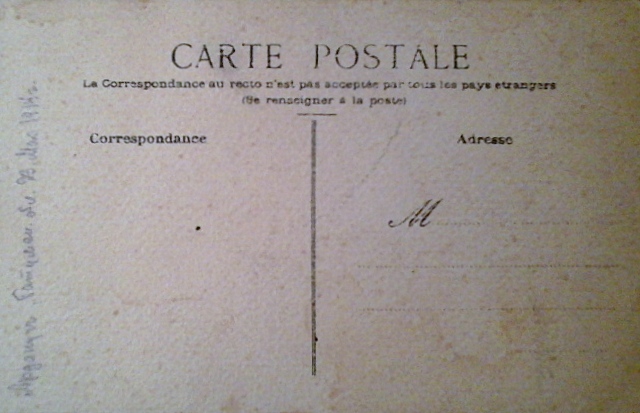 CARTE POSTALE
La Correspondance au recto n'est pas acceptée par tous les pays etrangers
(Se renseigner à la poste)
Correspondance
Adresse
M